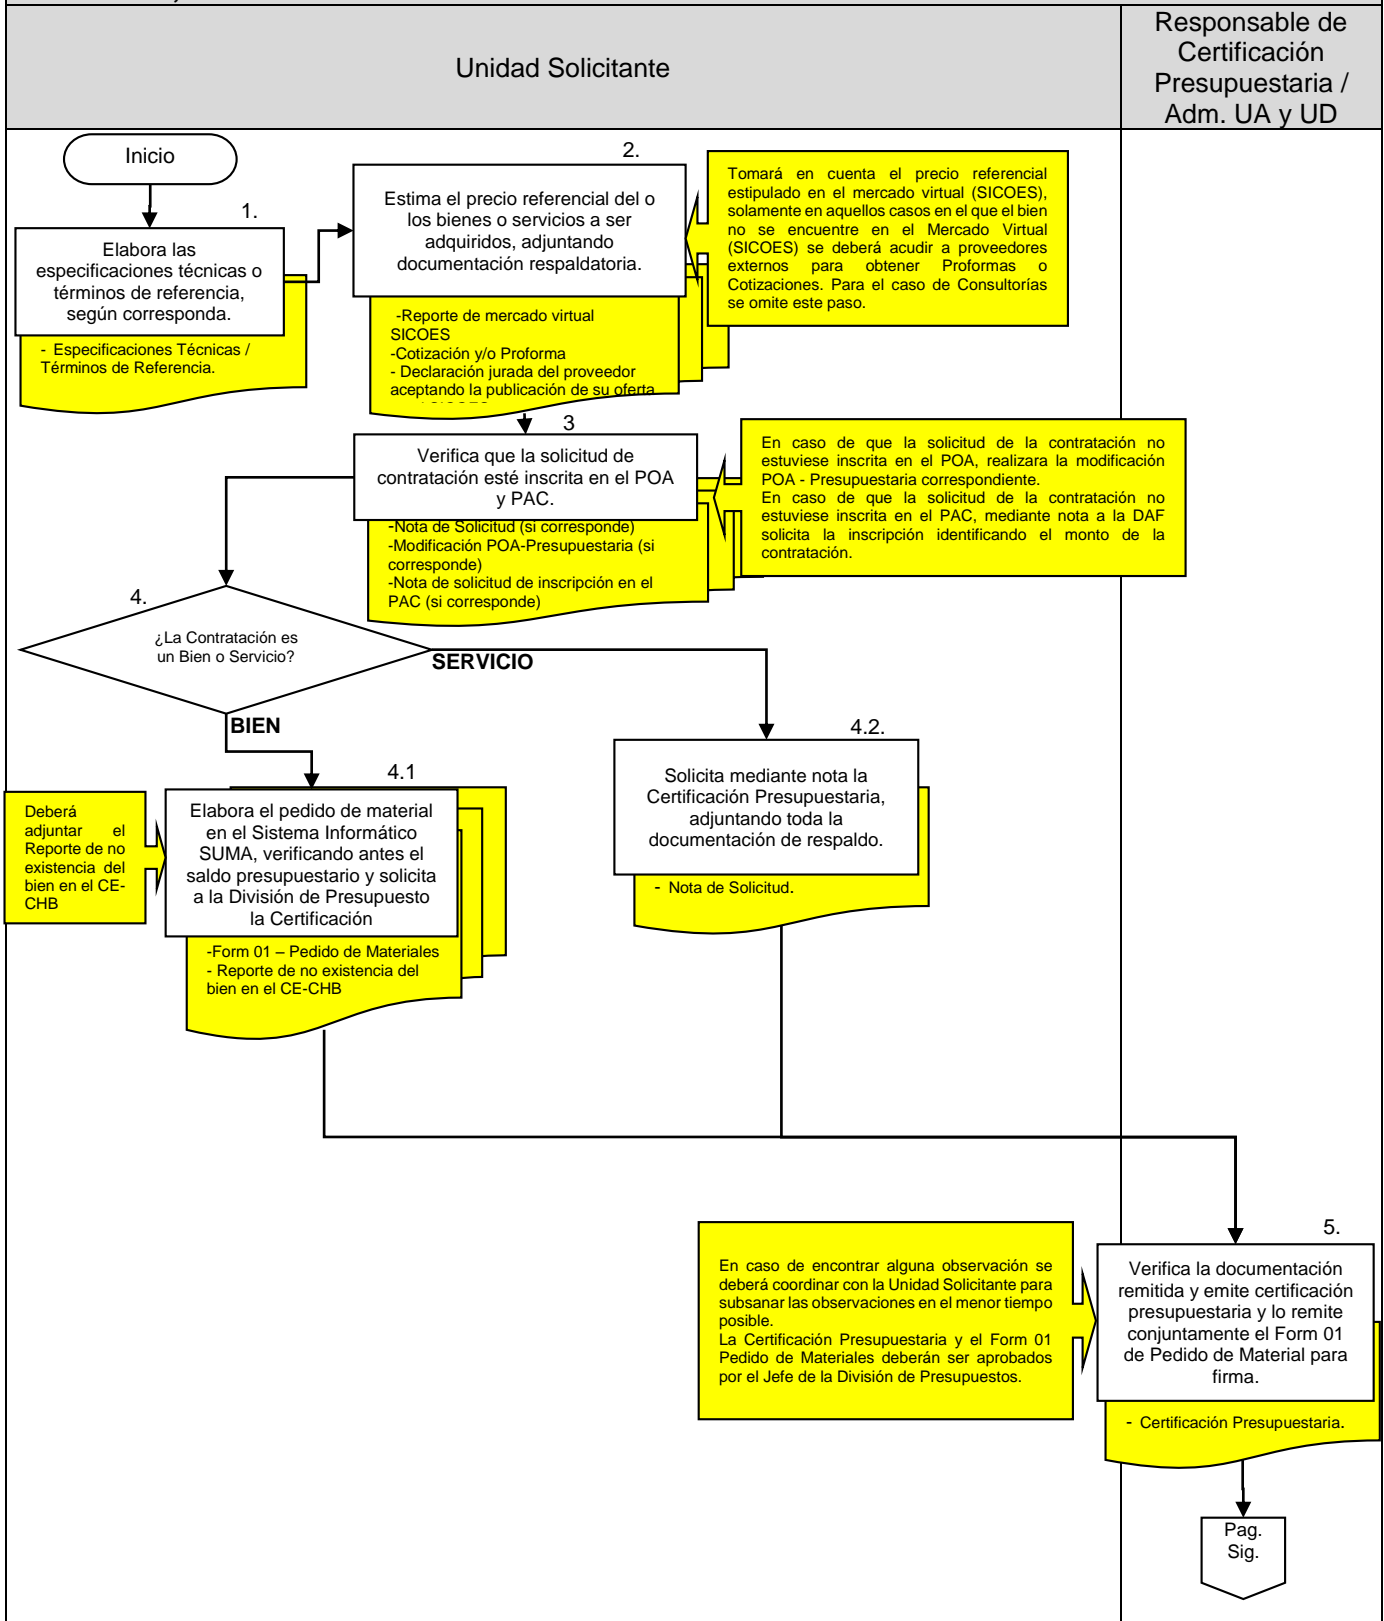 Unidad Solicitante
Responsable de
Certificación
Presupuestaria /
Adm. UA y UD
Inicio
1.
Elabora las
especificaciones técnicas o
términos de referencia,
según corresponda.
- Especificaciones Técnicas /
Términos de Referencia.
2.
Estima el precio referencial del o
los bienes o servicios a ser
adquiridos, adjuntando
documentación respaldatoria.
-Reporte de mercado virtual
SICOES
-Cotización y/o Proforma
- Declaración jurada del proveedor
aceptando la publicación de su oferta
Tomará en cuenta el precio referencial
estipulado en el mercado virtual (SICOES),
solamente en aquellos casos en el que el bien
no se encuentre en el Mercado Virtual
(SICOES) se deberá acudir a proveedores
externos para obtener Proformas o
Cotizaciones. Para el caso de Consultorías
se omite este paso.
3
Verifica que la solicitud de
contratación esté inscrita en el POA
y PAC.
-Nota de Solicitud (si corresponde)
-Modificación POA-Presupuestaria (si
corresponde)
-Nota de solicitud de inscripción en el
PAC (si corresponde)
En caso de que la solicitud de la contratación no
estuviese inscrita en el POA, realizara la modificación
POA - Presupuestaria correspondiente.
En caso de que la solicitud de la contratación no
estuviese inscrita en el PAC, mediante nota a la DAF
solicita la inscripción identificando el monto de la
contratación.
4.
¿La Contratación es
un Bien o Servicio?
SERVICIO
BIEN
4.1
Elabora el pedido de material
en el Sistema Informático
SUMA, verificando antes el
saldo presupuestario y solicita
a la División de Presupuesto
la Certificación
Deberá
adjuntar el
Reporte de no
existencia del
bien en el CE-
CHB
-Form 01 – Pedido de Materiales
- Reporte de no existencia del
bien en el CE-CHB
4.2.
Solicita mediante nota la
Certificación Presupuestaria,
adjuntando toda la
documentación de respaldo.
- Nota de Solicitud.
5.
Verifica la documentación
remitida y emite certificación
presupuestaria y lo remite
conjuntamente el Form 01
de Pedido de Material para
firma.
En caso de encontrar alguna observación se
deberá coordinar con la Unidad Solicitante para
subsanar las observaciones en el menor tiempo
posible.
La Certificación Presupuestaria y el Form 01
Pedido de Materiales deberán ser aprobados
por el Jefe de la División de Presupuestos.
- Certificación Presupuestaria.
Pag.
Sig.